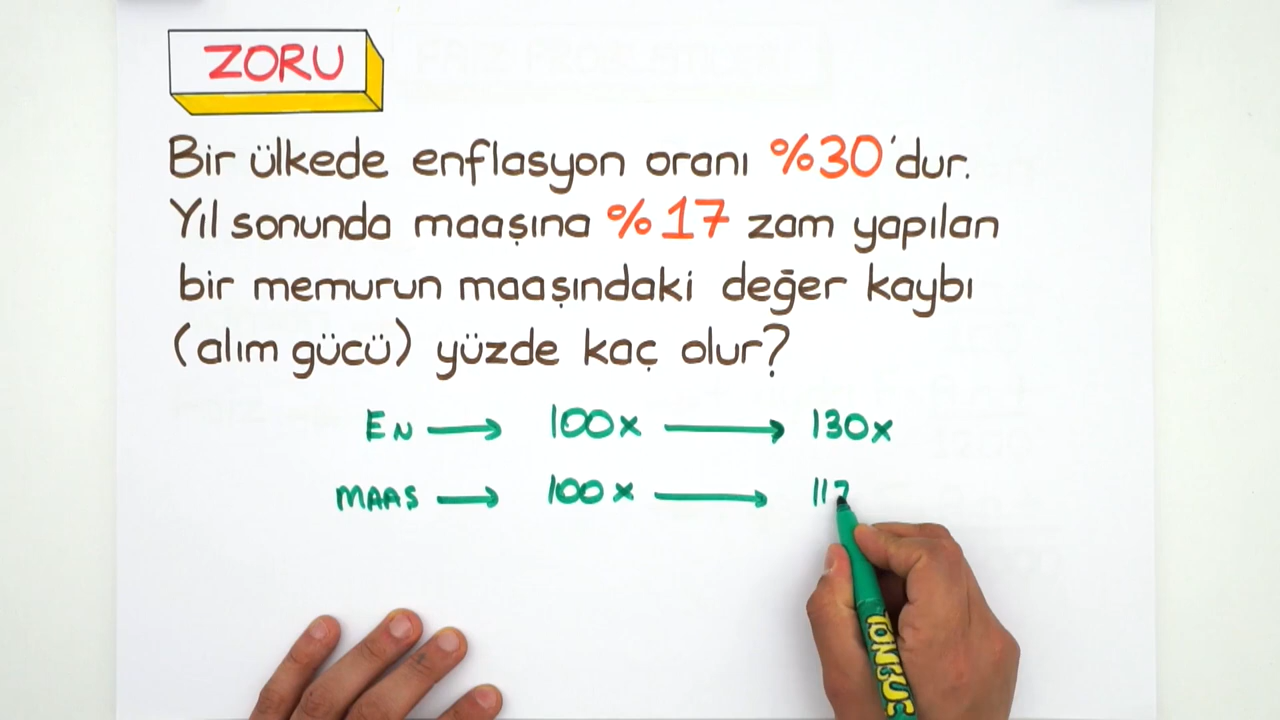 ZORU
Bir ülkede enflasyon oranı %30'dur.
Yıl sonunda maaşına %17 zam yapılan
bir memurun maaşındaki değer kaybı
(alım gücü) yüzde kaç olur?
EN → 100x → 130x
MAAS → 100x → 117